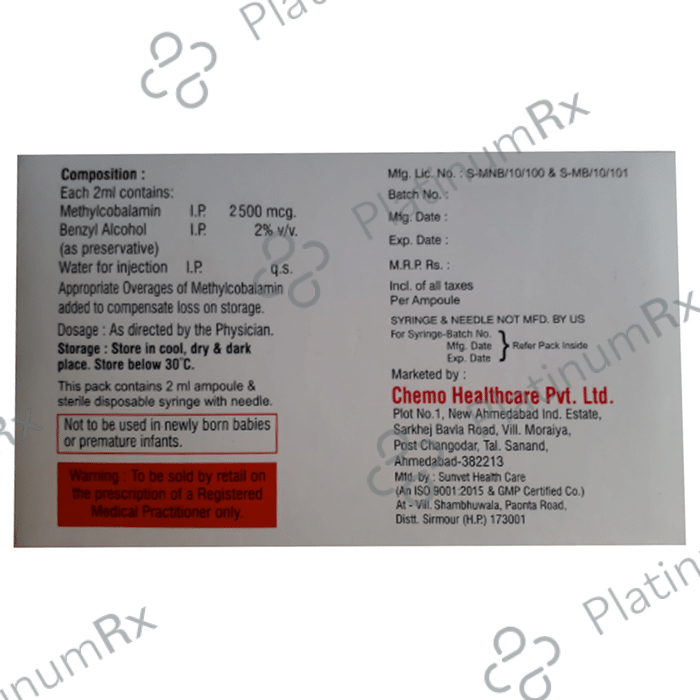 PlatinumRx
Composition :
Each 2ml contains:
Methylcobalamin I.P. 2500 mcg.
Benzyl Alcohol I.P. 2% v/v.
(as preservative)
Water for injection I.P. q.s.
Appropriate Overages of Methylcobalamin
added to compensate loss on storage.
Dosage : As directed by the Physician.
Storage : Store in cool, dry & dark
place. Store below 30°C.
This pack contains 2 ml ampoule &
sterile disposable syringe with needle.
Not to be used in newly born babies
or premature infants.
Warning : To be sold by retail on
the prescription of a Registered
Medical Practitioner only.
Mfg. Lic. No. : S-MNB/10/100 & S-MB/10/101
Batch No. :
Mfg. Date :
Exp. Date :
M.R.P. Rs. :
Incl. of all taxes
Per Ampoule
SYRINGE & NEEDLE NOT MFD. BY US
For Syringe-Batch No.
Mfg. Date
Exp. Date
} Refer Pack Inside
Marketed by :
Chemo Healthcare Pvt. Ltd.
Plot No.1, New Ahmedabad Ind. Estate,
Sarkhej Bavla Road, Vill. Moraiya,
Post Changodar, Tal. Sanand,
Ahmedabad-382213
Mfd. by : Sunvet Health Care
(An ISO 9001:2015 & GMP Certified Co.)
At - Vill. Shambhuwala, Paonta Road,
Distt. Sirmour (H.P.) 173001
PlatinumRx
PlatinumRx
PlatinumRx
PlatinumRx
PlatinumRx